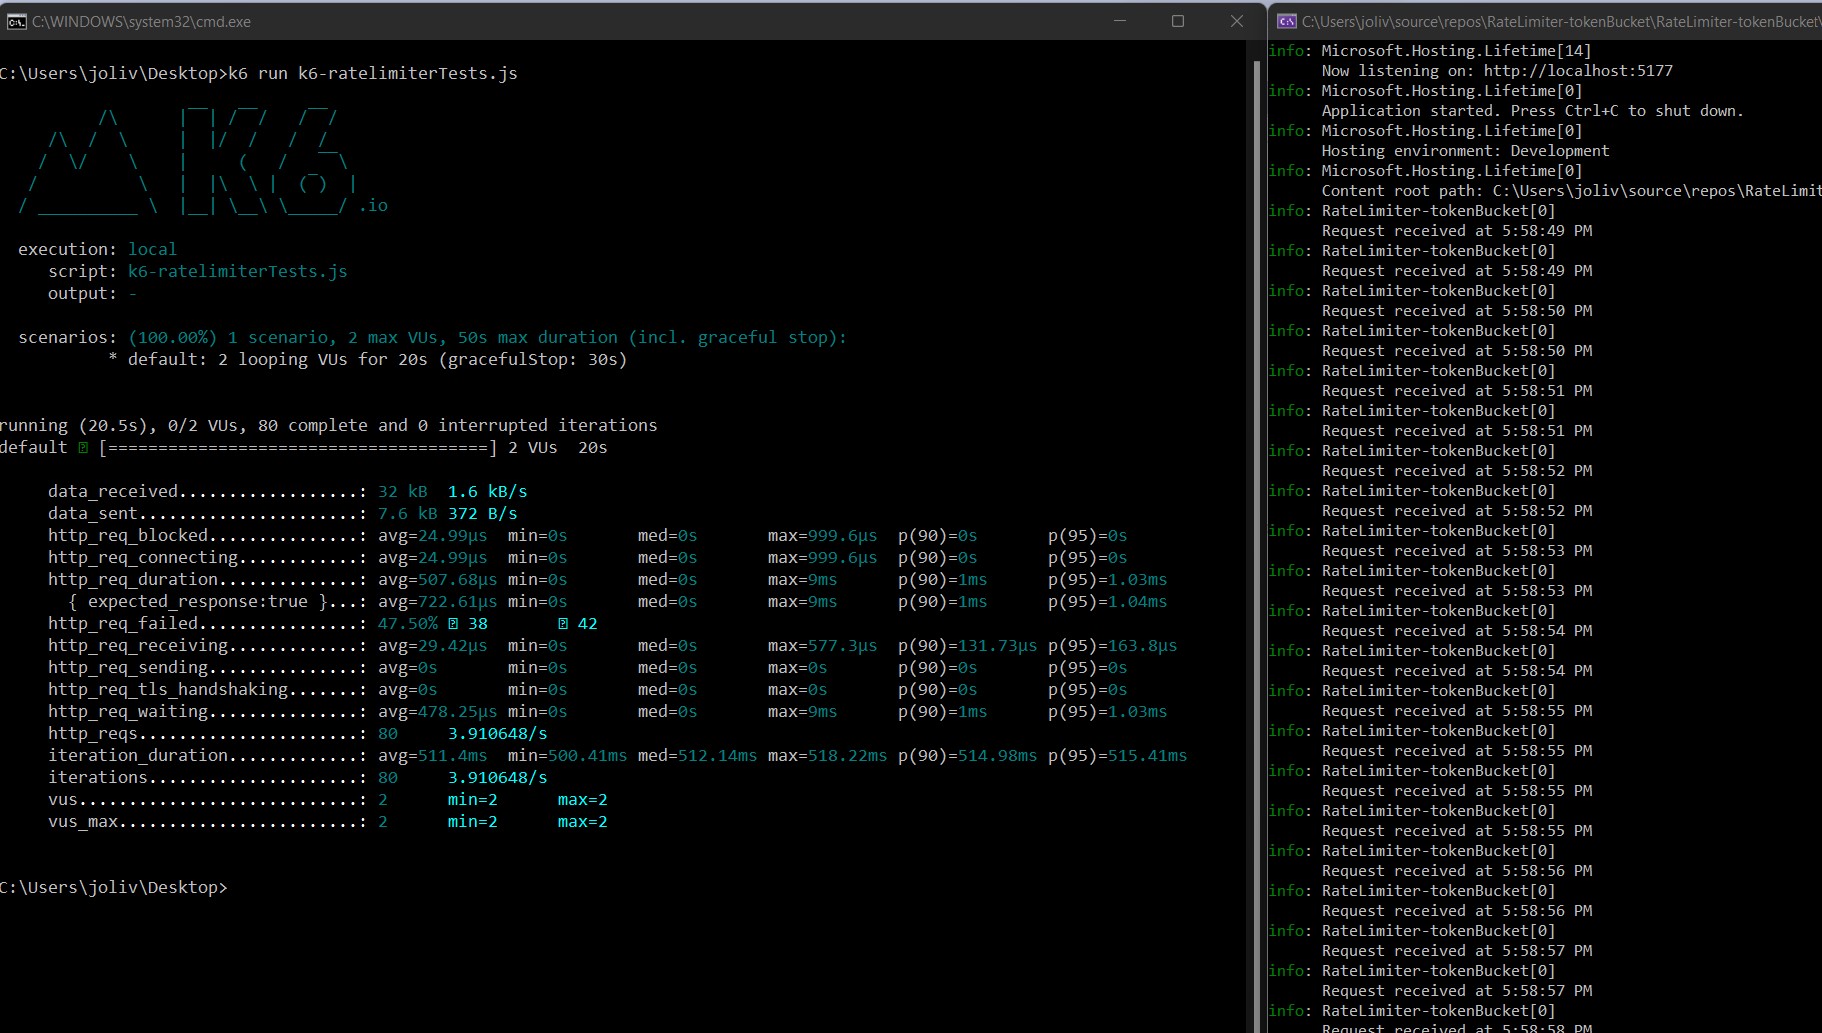 C:\WINDOWS\system32\cmd.exe
C:\Users\joliv\Desktop>k6 run k6-ratelimiterTests.js
K6 .io
execution: local
script: k6-ratelimiterTests.js
output: -
scenarios: (100.00%) 1 scenario, 2 max VUs, 50s max duration (incl. graceful stop):
* default: 2 looping VUs for 20s (gracefulStop: 30s)
running (20.5s), 0/2 VUs, 80 complete and 0 interrupted iterations
default [======================================] 2 VUs  20s
data_received..................: 32 kB  1.6 kB/s
data_sent......................: 7.6 kB 372 B/s
http_req_blocked...............: avg=24.99µs  min=0s       med=0s       max=999.6µs  p(90)=0s       p(95)=0s
http_req_connecting............: avg=24.99µs  min=0s       med=0s       max=999.6µs  p(90)=0s       p(95)=0s
http_req_duration..............: avg=507.68µs min=0s       med=0s       max=9ms      p(90)=1ms      p(95)=1.03ms
{ expected_response:true }...: avg=722.61µs min=0s       med=0s       max=9ms      p(90)=1ms      p(95)=1.04ms
http_req_failed................: 47.50% 38 42
http_req_receiving.............: avg=29.42µs  min=0s       med=0s       max=577.3µs  p(90)=131.73µs p(95)=163.8µs
http_req_sending...............: avg=0s       min=0s       med=0s       max=0s       p(90)=0s       p(95)=0s
http_req_tls_handshaking.......: avg=0s       min=0s       med=0s       max=0s       p(90)=0s       p(95)=0s
http_req_waiting...............: avg=478.25µs min=0s       med=0s       max=9ms      p(90)=1ms      p(95)=1.03ms
http_reqs......................: 80     3.910648/s
iteration_duration.............: avg=511.4ms  min=500.41ms med=512.14ms max=518.22ms p(90)=514.98ms p(95)=515.41ms
iterations.....................: 80     3.910648/s
vus............................: 2      min=2      max=2
vus_max........................: 2      min=2      max=2
C:\Users\joliv\Desktop>
C:\Users\joliv\source\repos\RateLimiter-tokenBucket\RateLimiter-tokenBucket\
info: Microsoft.Hosting.Lifetime[14]
Now listening on: http://localhost:5177
info: Microsoft.Hosting.Lifetime[0]
Application started. Press Ctrl+C to shut down.
info: Microsoft.Hosting.Lifetime[0]
Hosting environment: Development
info: Microsoft.Hosting.Lifetime[0]
Content root path: C:\Users\joliv\source\repos\RateLimit
info: RateLimiter-tokenBucket[0]
Request received at 5:58:49 PM
info: RateLimiter-tokenBucket[0]
Request received at 5:58:49 PM
info: RateLimiter-tokenBucket[0]
Request received at 5:58:50 PM
info: RateLimiter-tokenBucket[0]
Request received at 5:58:50 PM
info: RateLimiter-tokenBucket[0]
Request received at 5:58:51 PM
info: RateLimiter-tokenBucket[0]
Request received at 5:58:51 PM
info: RateLimiter-tokenBucket[0]
Request received at 5:58:52 PM
info: RateLimiter-tokenBucket[0]
Request received at 5:58:52 PM
info: RateLimiter-tokenBucket[0]
Request received at 5:58:53 PM
info: RateLimiter-tokenBucket[0]
Request received at 5:58:53 PM
info: RateLimiter-tokenBucket[0]
Request received at 5:58:54 PM
info: RateLimiter-tokenBucket[0]
Request received at 5:58:54 PM
info: RateLimiter-tokenBucket[0]
Request received at 5:58:55 PM
info: RateLimiter-tokenBucket[0]
Request received at 5:58:55 PM
info: RateLimiter-tokenBucket[0]
Request received at 5:58:55 PM
info: RateLimiter-tokenBucket[0]
Request received at 5:58:55 PM
info: RateLimiter-tokenBucket[0]
Request received at 5:58:56 PM
info: RateLimiter-tokenBucket[0]
Request received at 5:58:56 PM
info: RateLimiter-tokenBucket[0]
Request received at 5:58:57 PM
info: RateLimiter-tokenBucket[0]
Request received at 5:58:57 PM
info: RateLimiter-tokenBucket[0]
Request received at 5:58:58 PM